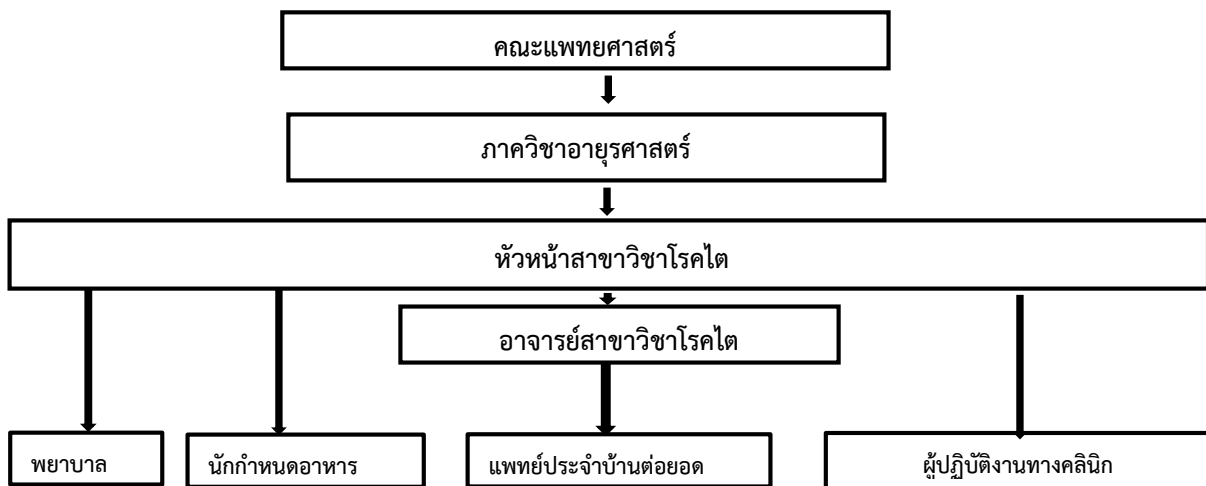 คณะแพทยศาสตร์
ภาควิชาอายุรศาสตร์
หัวหน้าสาขาวิชาโรคไต
อาจารย์สาขาวิชาโรคไต
พยาบาล
นักกำหนดอาหาร
แพทย์ประจำบ้านต่อยอด
ผู้ปฏิบัติงานทางคลินิก